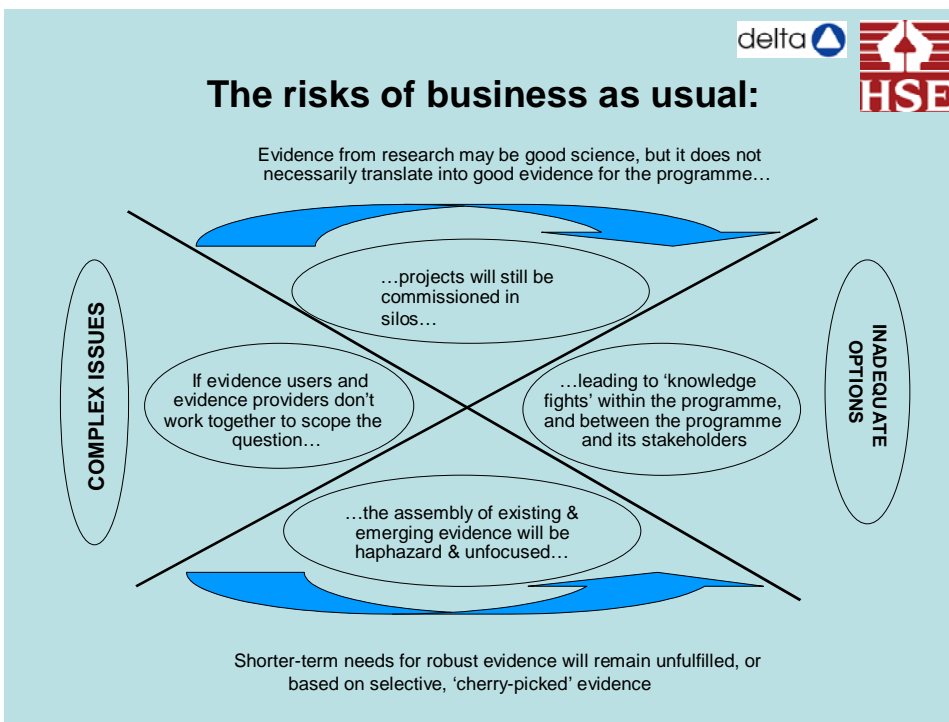 delta
HSE
The risks of business as usual:
Evidence from research may be good science, but it does not
necessarily translate into good evidence for the programme…
…projects will still be
commissioned in
silos…
COMPLEX ISSUES
If evidence users and
evidence providers don’t
work together to scope the
question…
…leading to ‘knowledge
fights’ within the programme,
and between the programme
and its stakeholders
INADEQUATE
OPTIONS
…the assembly of existing &
emerging evidence will be
haphazard & unfocused…
Shorter-term needs for robust evidence will remain unfulfilled, or
based on selective, ‘cherry-picked’ evidence